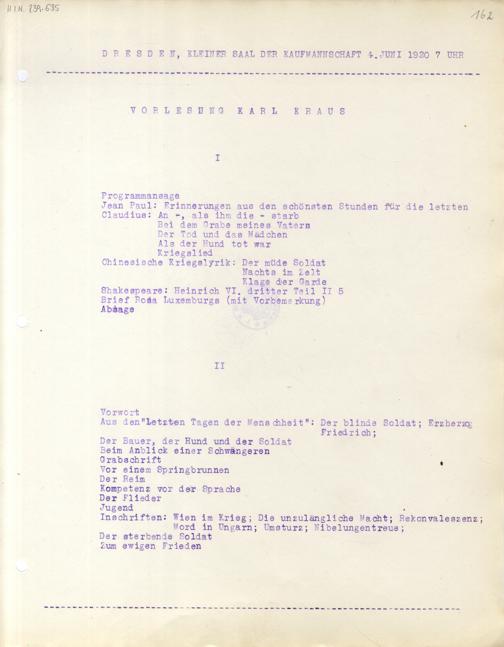 H.I.N. 239.685
162
D R E S D E N, KLEINER SAAL DER KAUFMANNSCHAFT 4. JUNI 1920 7 UHR
V O R L E S U N G  K A R L  K R A U S
I
Programmansage
Jean Paul: Erinnerungen aus den schönsten Stunden für die letzten
Claudius: An -, als ihm die - starb
Bei dem Grabe meines Vaters
Der Tod und das Mädchen
Als der Hund tot war
Kriegslied
Chinesische Kriegslyrik: Der müde Soldat
Nachts im Zelt
Klage der Garde
Shakespeare: Heinrich VI. dritter Teil II 5
Brief Rosa Luxemburgs (mit Vorbemerkung)
Absage
II
Vorwort
Aus den "Letzten Tagen der Menschheit": Der blinde Soldat; Erzherzog
Friedrich;
Der Bauer, der Hund und der Soldat
Beim Anblick einer Schwangeren
Grabschrift
Vor einem Springbrunnen
Der Reim
Kompetenz vor der Sprache
Der Flieder
Jugend
Inschriften: Wien im Krieg; Die unzulängliche Macht; Rekonvaleszenz;
Mord in Ungarn; Umsturz; Nibelungentreue;
Der sterbende Soldat
Zum ewigen Frieden